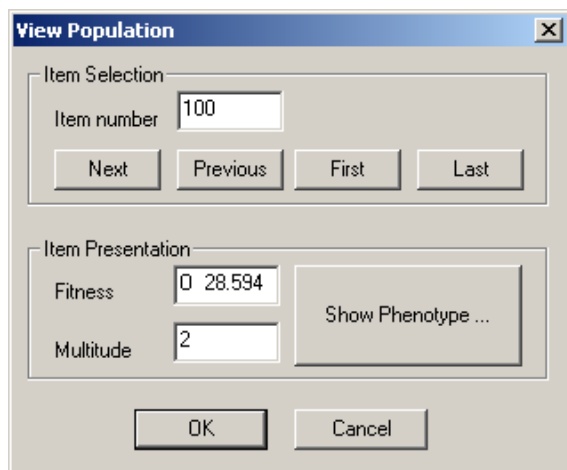 View Population
Item Selection
Item number 100
Next Previous First Last
Item Presentation
Fitness O 28.594
Show Phenotype ...
Multitude 2
OK Cancel